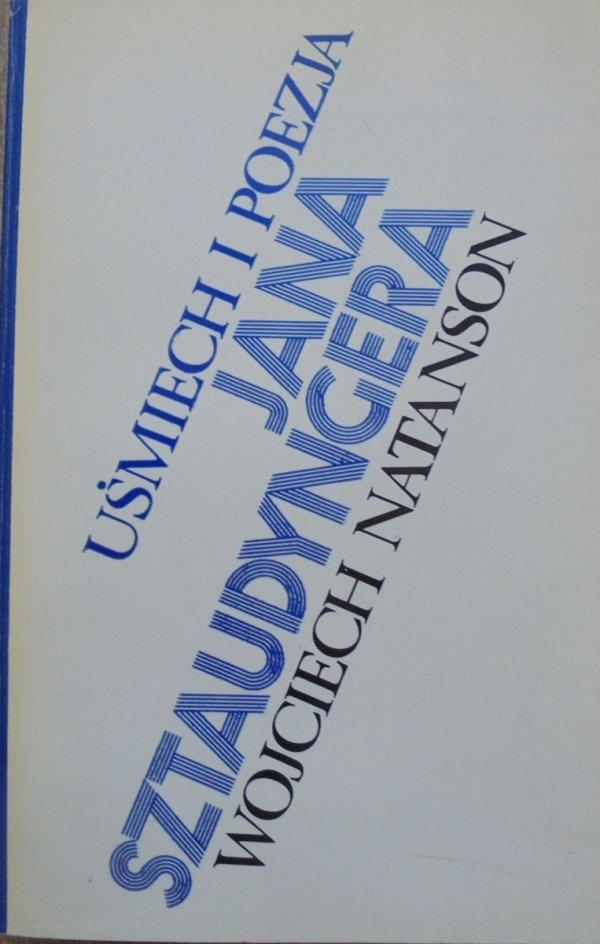 UŚMIECH I POEZJA
JANA
SZTAUDYNGERA
WOJCIECH NATANSON